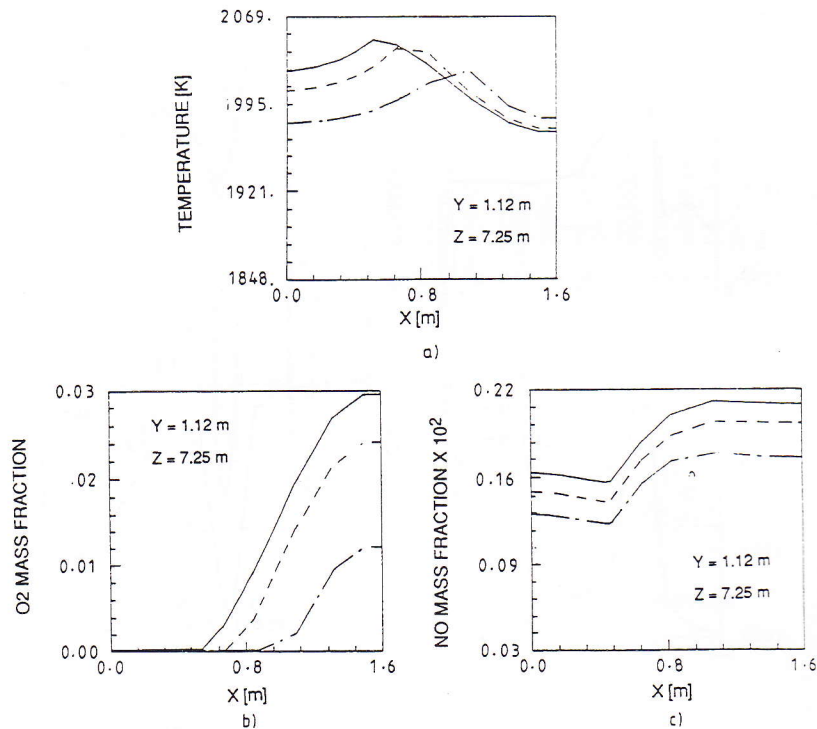 2069.
1995.
1921.
1848.
TEMPERATURE [K]
Y = 1.12 m
Z = 7.25 m
0.0 0.8 1.6
X [m]
a)
0.03
.02
0.01
0.00
O2 MASS FRACTION
Y = 1.12 m
Z = 7.25 m
0.0 0.8 1.6
X [m]
b)
0.22
0.16
0.09
0.03
NO MASS FRACTION X 10²
Y = 1.12 m
Z = 7.25 m
0.0 0.8 1.6
X [m]
c)